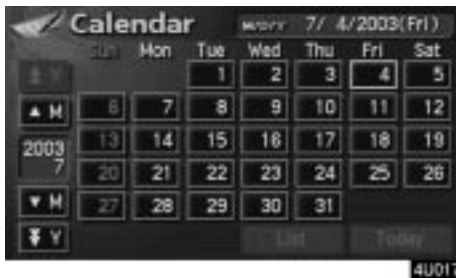 Calendar M/D/Y 7/ 4/2003(Fri)
Sun Mon Tue Wed Thu Fri Sat
Y 1 2 3 4 5
M 6 7 8 9 10 11 12
2003 7 13 14 15 16 17 18 19
20 21 22 23 24 25 26
M 27 28 29 30 31
Y List Today
4U017